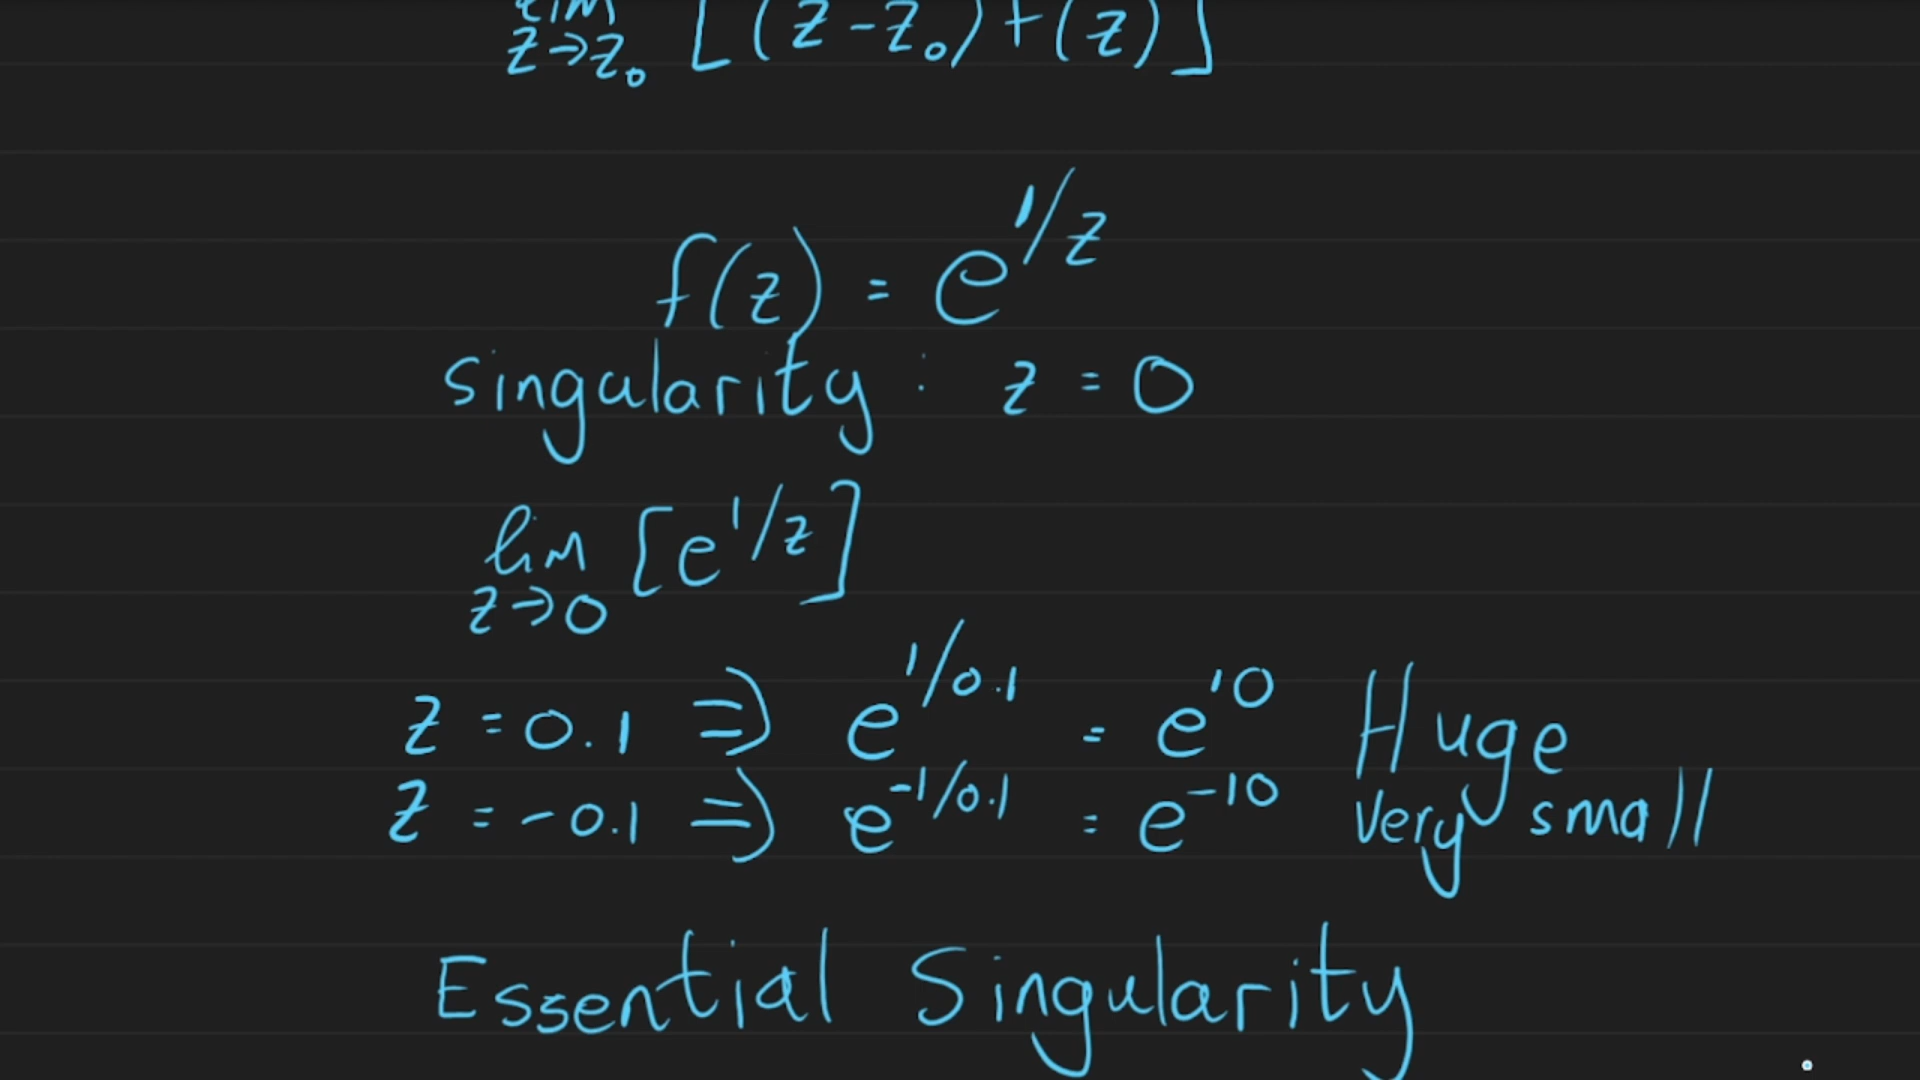 lim [(z-z₀)f(z)]
z→z₀
f(z) = e^1/z
singularity : z = 0
lim [e^1/z]
z→0
z = 0.1 ⇒ e^1/0.1 = e^10 Huge
z = -0.1 ⇒ e^-1/0.1 = e^-10 very small
Essential Singularity